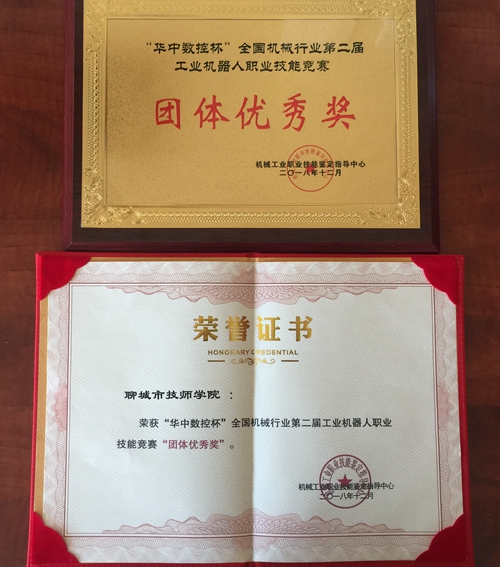 “华中数控杯”全国机械行业第二届
工业机器人职业技能竞赛
团体优秀奖
机械工业职业技能鉴定指导中心
二〇一八年十二月
荣誉证书
HONORARY CREDENTIAL
聊城市技师学院：
荣获“华中数控杯”全国机械行业第二届工业机器人职业
技能竞赛“团体优秀奖”。
机械工业职业技能鉴定指导中心
二〇一八年十二月